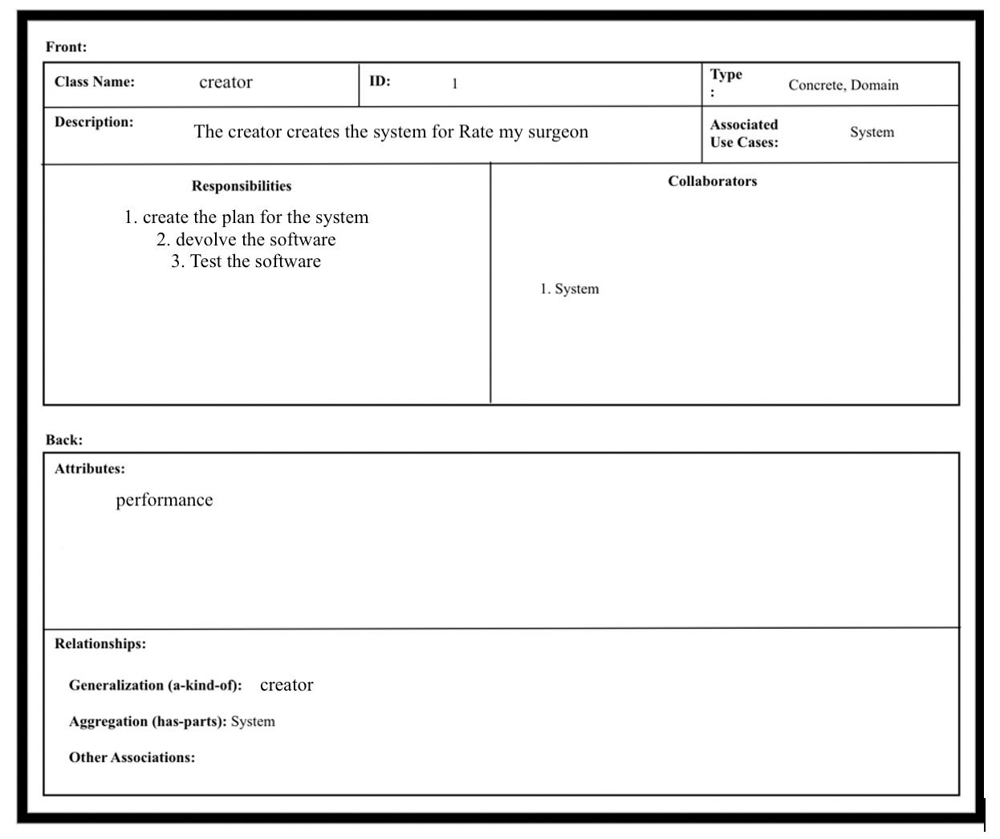 Front:
Class Name: creator
ID: 1
Type
:
Concrete, Domain
Description: The creator creates the system for Rate my surgeon
Associated
Use Cases:
System
Responsibilities
1. create the plan for the system
2. devolve the software
3. Test the software
Collaborators
1. System
Back:
Attributes:
performance
Relationships:
Generalization (a-kind-of): creator
Aggregation (has-parts): System
Other Associations: